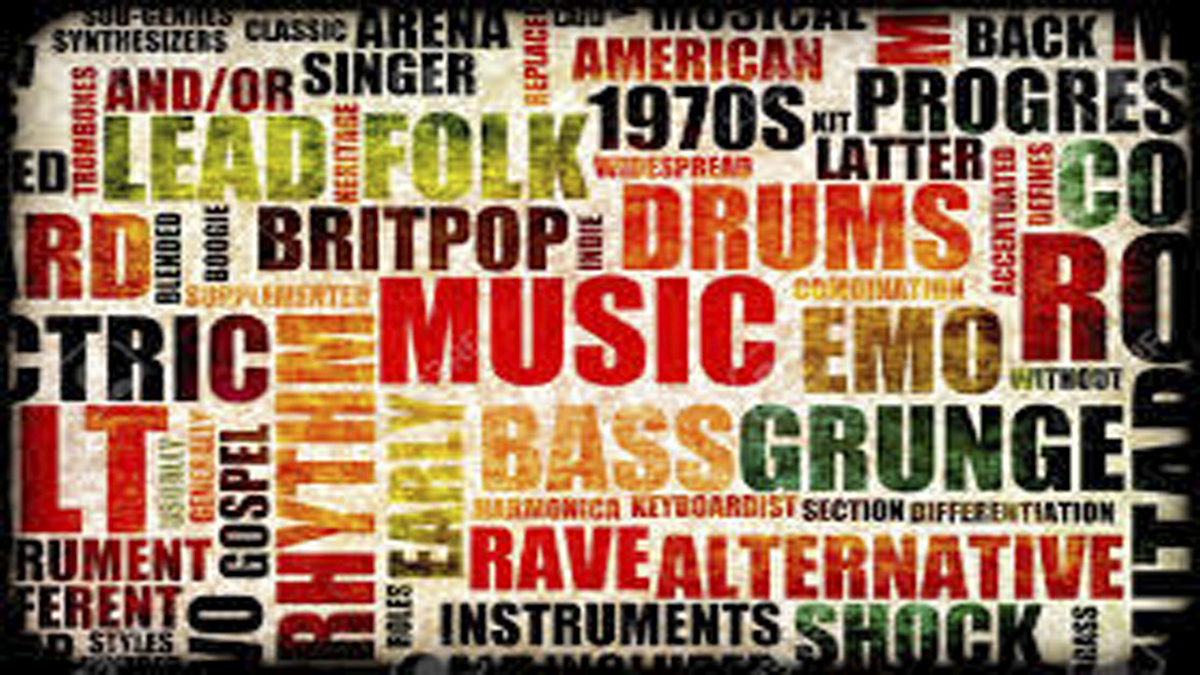 SUB-GENRES
SYNTHESIZERS
CLASSIC
ARENA
SINGER
REPLACE
MUSICAL
AMERICAN
M
BACK
M
AND/OR
TROMBONES
LEAD
HERITAGE
FOLK
1970S
KIT
PROGRES
WIDESPREAD
LATTER
ED
RD
BLENDED
BOOGIE
BRITPOP
INDIE
DRUMS
ACCENTUATED
DEFINES
CO
RO
SUPPLEMENTED
MUSIC
COMBINATION
CTRIC
RHYTHM
EMO
WITHOUT
LT
USUALLY
GENERALLY
GOSPEL
EARLY
BASS
GRUNGE
HARMONICA
KEYBOARDIST
SECTION
DIFFERENTIATION
RUMENT
RAVE
ALTERNATIVE
FERENT
VO
STYLES
INSTRUMENTS
SHOCK